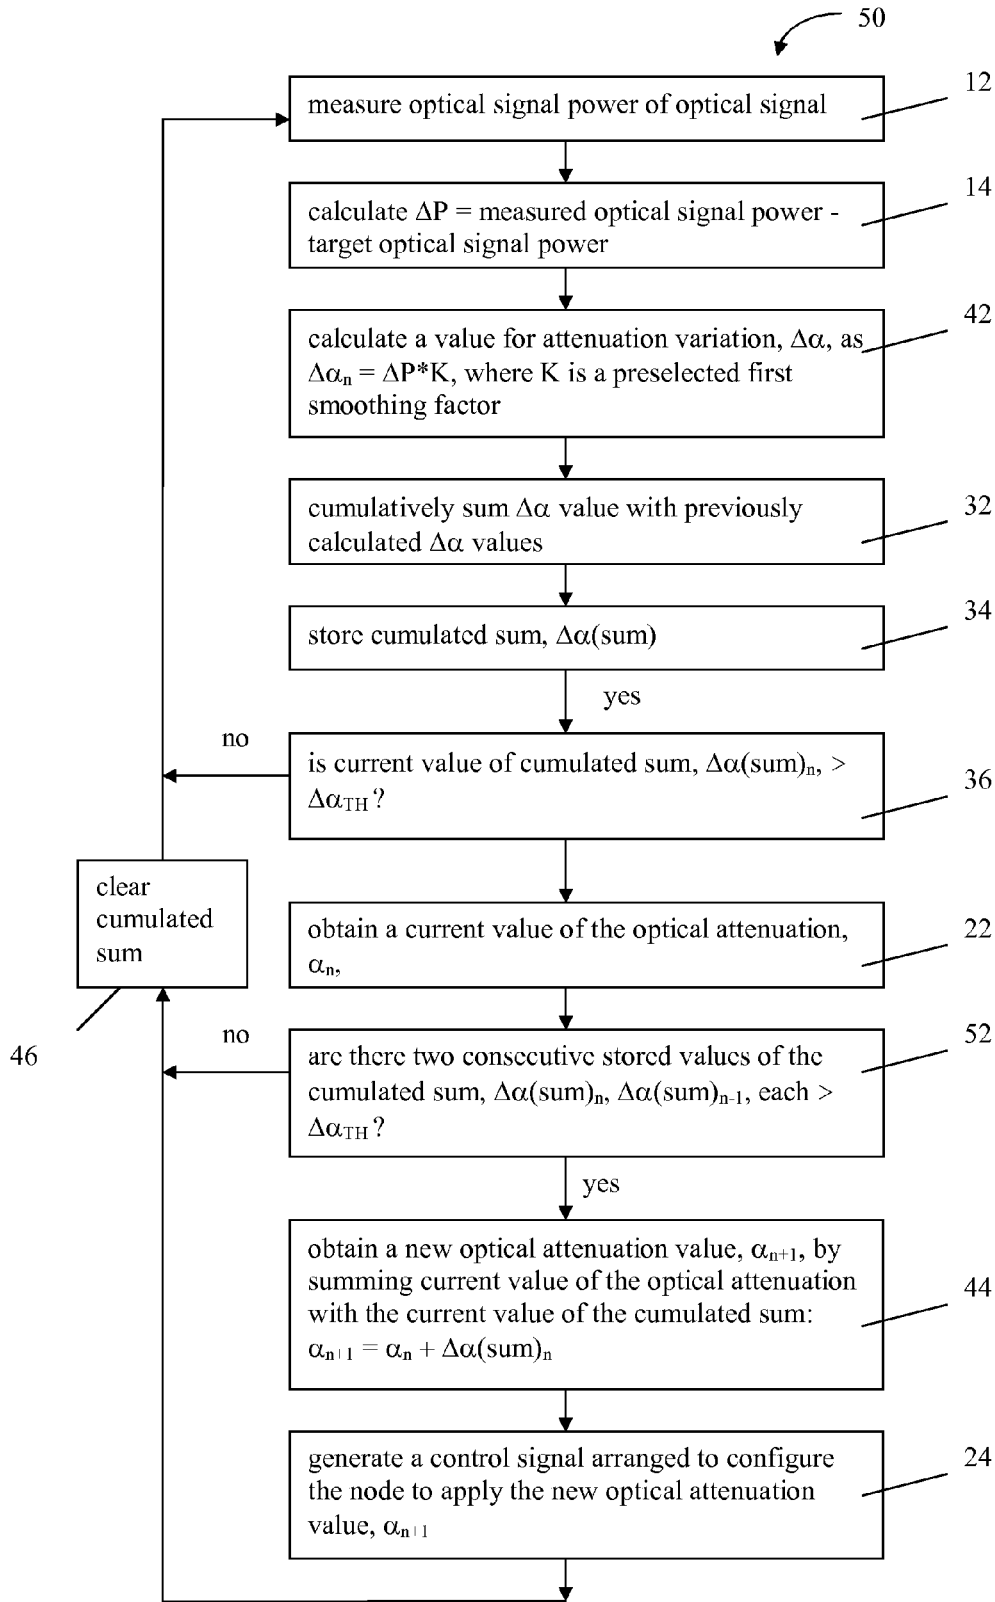 50
measure optical signal power of optical signal
12
calculate ΔP = measured optical signal power -
target optical signal power
14
calculate a value for attenuation variation, Δα, as
Δαₙ = ΔP*K, where K is a preselected first
smoothing factor
42
cumulatively sum Δα value with previously
calculated Δα values
32
store cumulated sum, Δα(sum)
34
yes
no
is current value of cumulated sum, Δα(sum)ₙ, >
Δα_TH?
36
clear
cumulated
sum
46
obtain a current value of the optical attenuation,
αₙ,
22
no
are there two consecutive stored values of the
cumulated sum, Δα(sum)ₙ, Δα(sum)ₙ₋₁, each >
Δα_TH?
52
yes
obtain a new optical attenuation value, αₙ₊₁, by
summing current value of the optical attenuation
with the current value of the cumulated sum:
αₙ₊₁ = αₙ + Δα(sum)ₙ
44
generate a control signal arranged to configure
the node to apply the new optical attenuation
value, αₙ₊₁
24